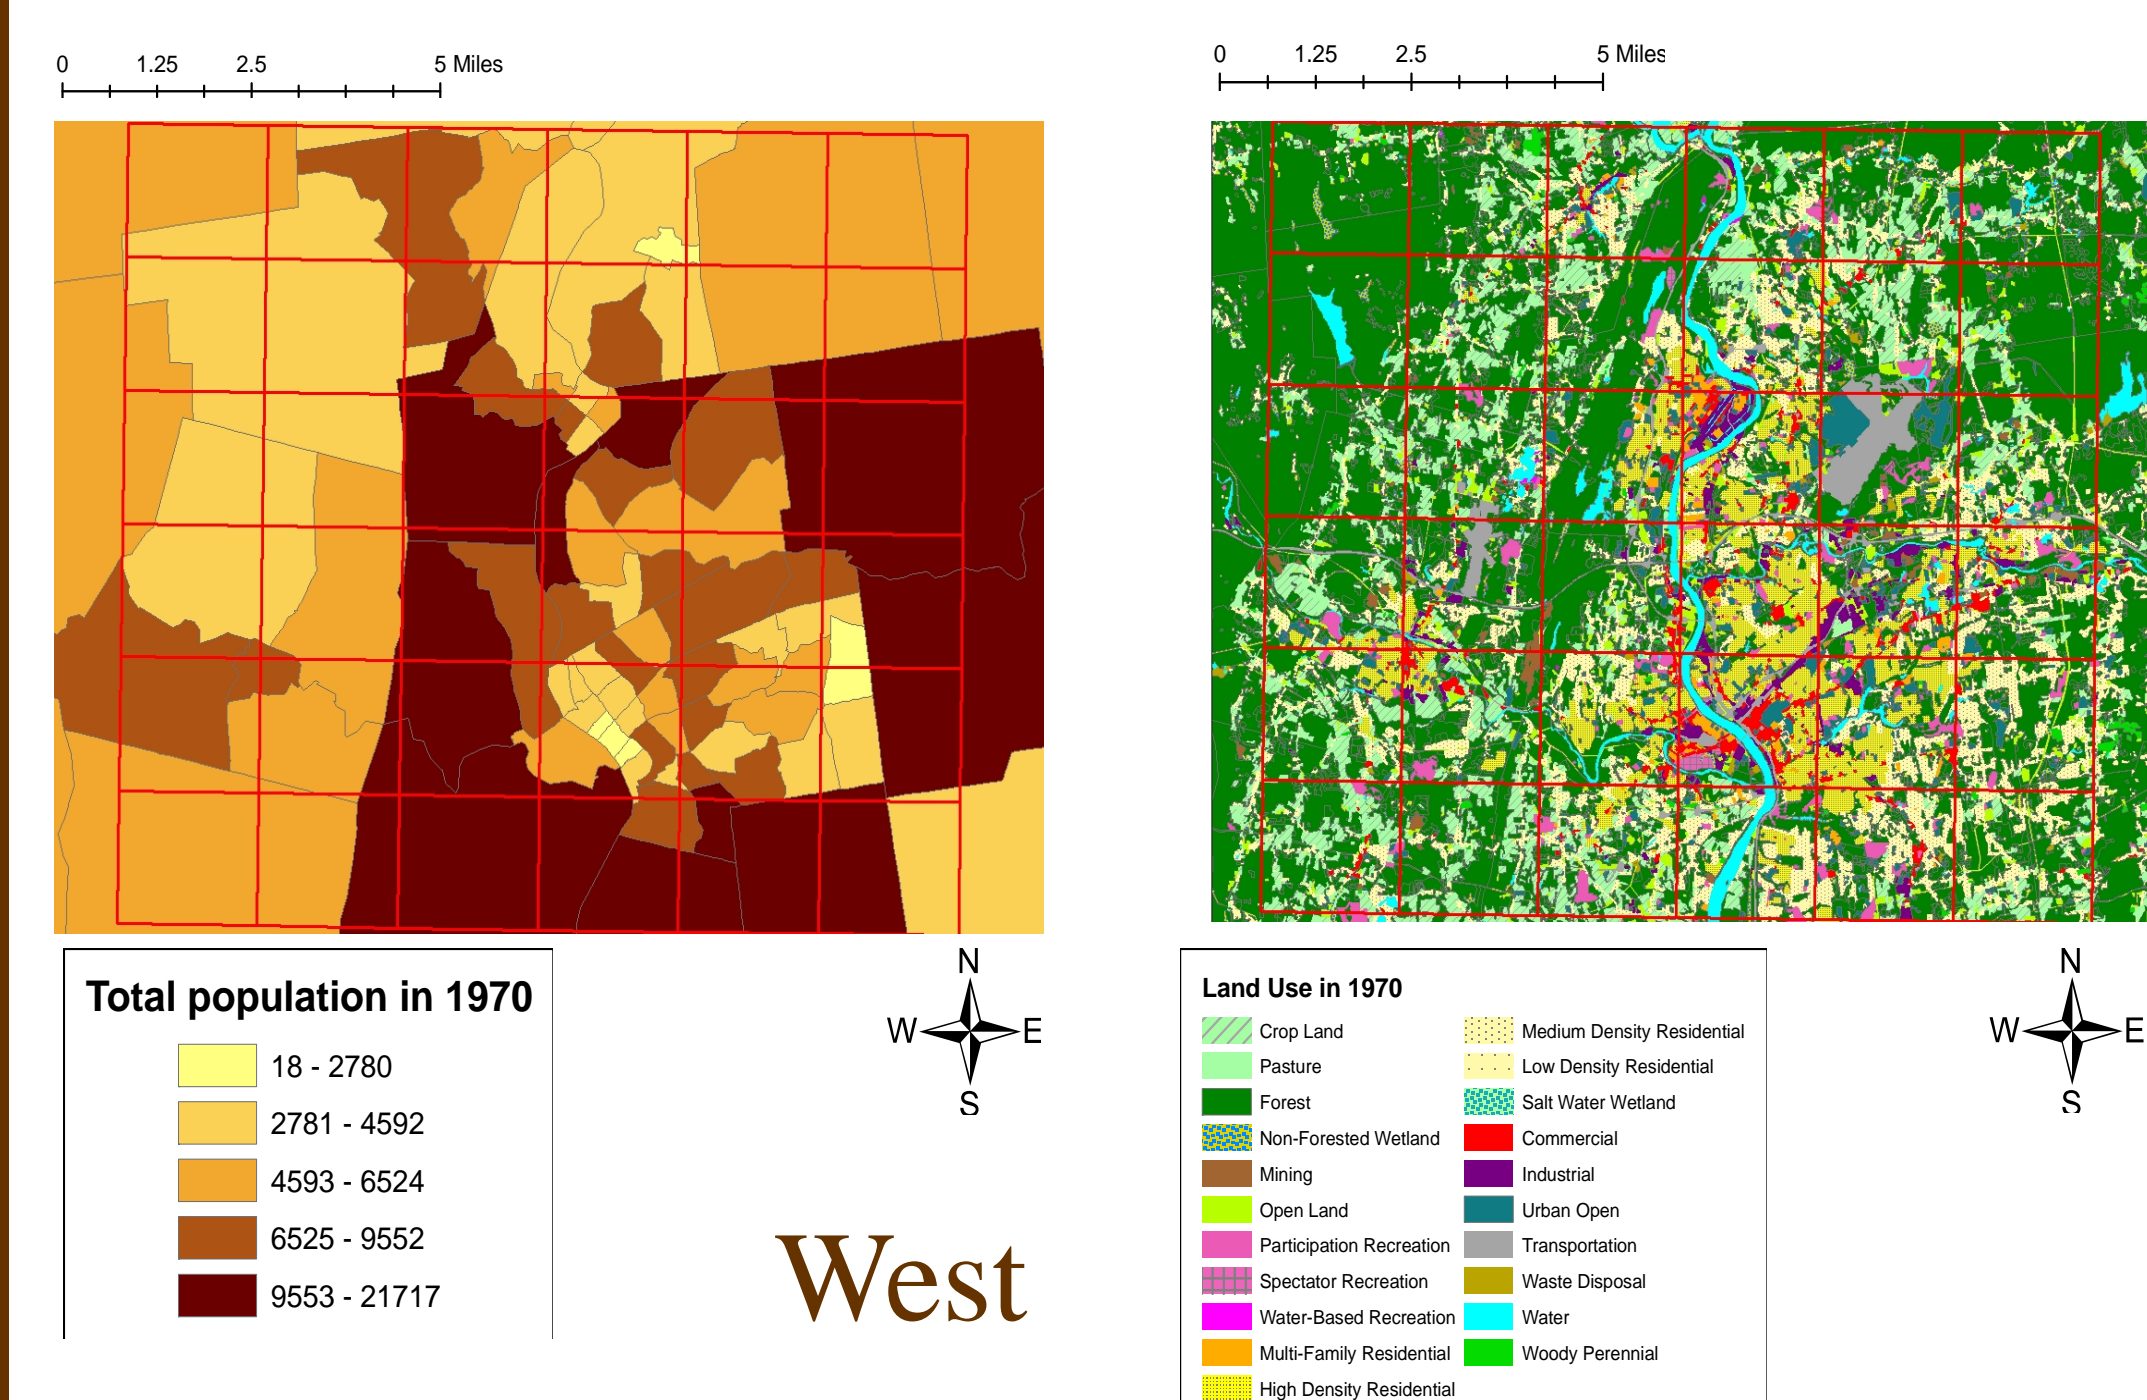 0 1.25 2.5 5 Miles
0 1.25 2.5 5 Miles
Total population in 1970
18 - 2780
2781 - 4592
4593 - 6524
6525 - 9552
9553 - 21717
N
W E
S
West
Land Use in 1970
Crop Land
Pasture
Forest
Non-Forested Wetland
Mining
Open Land
Participation Recreation
Spectator Recreation
Water-Based Recreation
Multi-Family Residential
High Density Residential
Medium Density Residential
Low Density Residential
Salt Water Wetland
Commercial
Industrial
Urban Open
Transportation
Waste Disposal
Water
Woody Perennial
N
W E
S